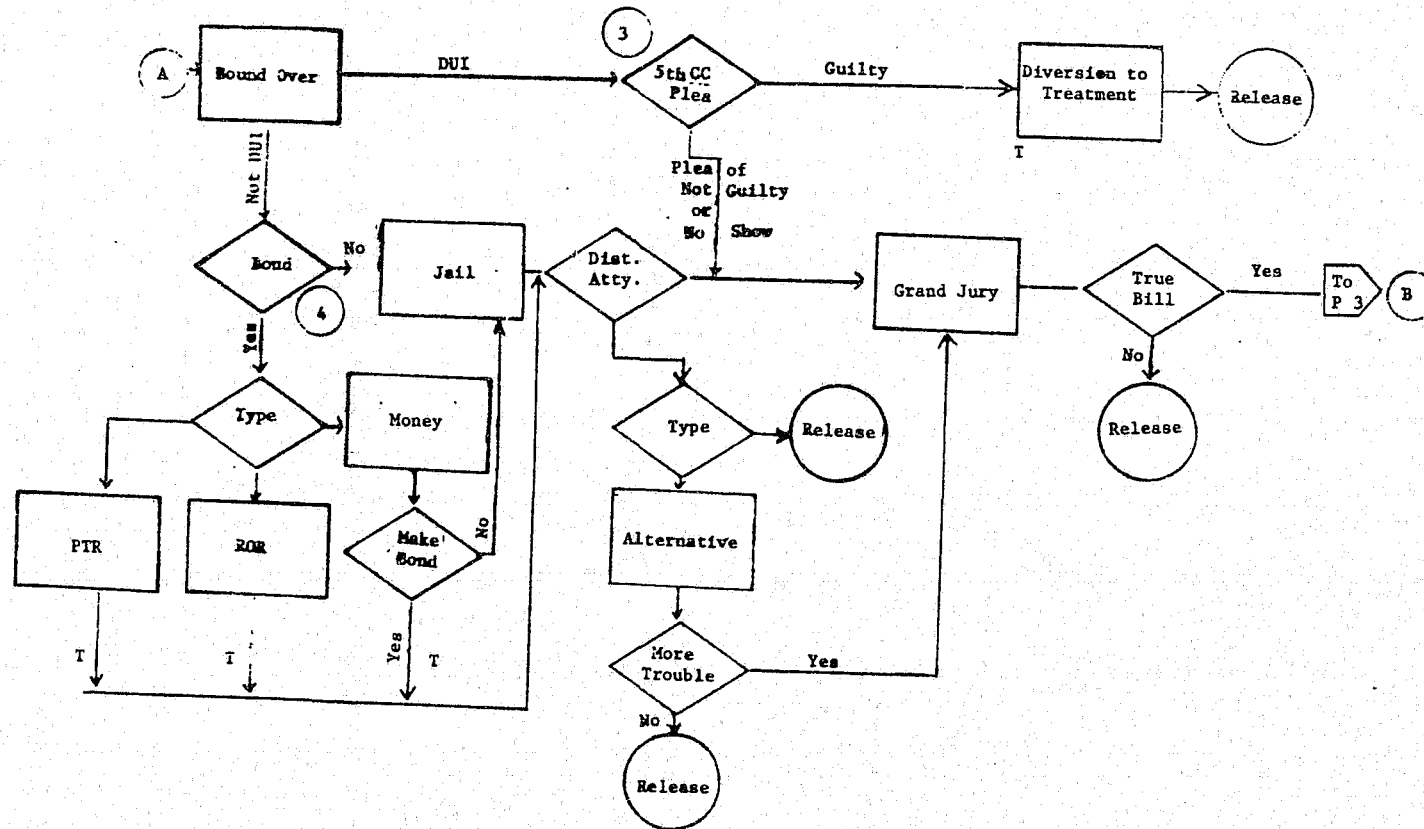 3
A
Bound Over
DUI
5th CC
Plea
Guilty
Diversion to
Treatment
Release
T
Not DUI
Plea of
Not Guilty
or
No Show
Bond
No
Jail
Dist.
Atty.
Grand Jury
True
Bill
Yes
To
P 3
B
4
Yes
No
Type
Money
Type
Release
Release
PTR
ROR
Make
Bond
No
Alternative
T
T
Yes
T
More
Trouble
Yes
No
Release